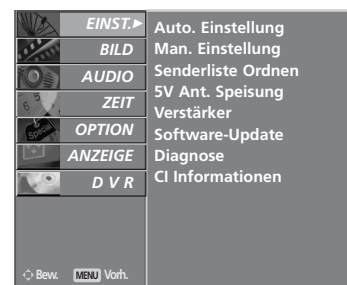 EINST.
BILD
AUDIO
ZEIT
OPTION
ANZEIGE
D V R
Auto. Einstellung
Man. Einstellung
Senderliste Ordnen
5V Ant. Speisung
Verstärker
Software-Update
Diagnose
CI Informationen
Bew. MENU Vorh.